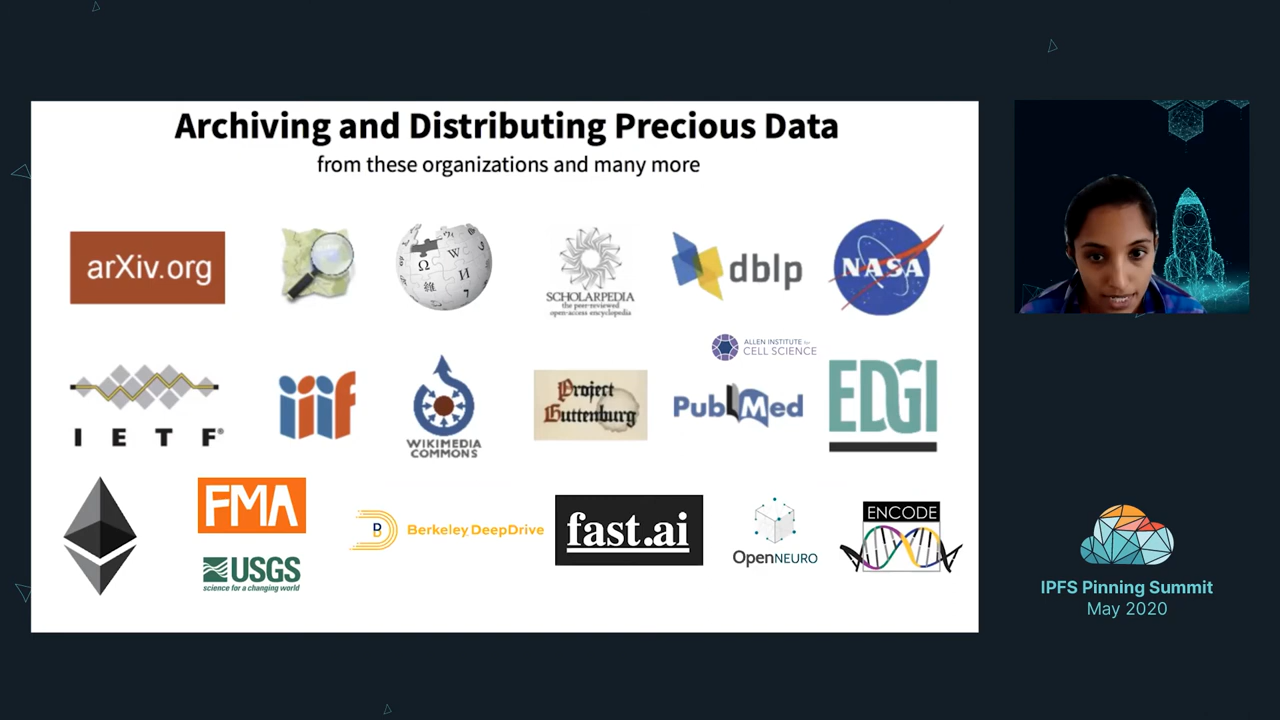 Archiving and Distributing Precious Data
from these organizations and many more
arXiv.org
SCHOLARPEDIA
the peer-reviewed
open-access encyclopedia
dblp
NASA
IETF®
iiif
WIKIMEDIA
COMMONS
Project
Guttenburg
ALLEN INSTITUTE for
CELL SCIENCE
PubMed
EDGI
FMA
USGS
science for a changing world
B
Berkeley DeepDrive
fast.ai
OpenNEURO
ENCODE
IPFS Pinning Summit
May 2020